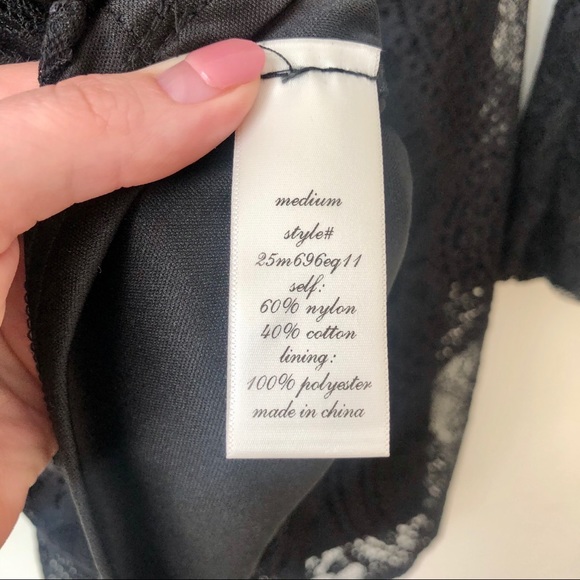 medium
style#
25m696eq11
self:
60% nylon
40% cotton
lining:
100% polyester
made in china